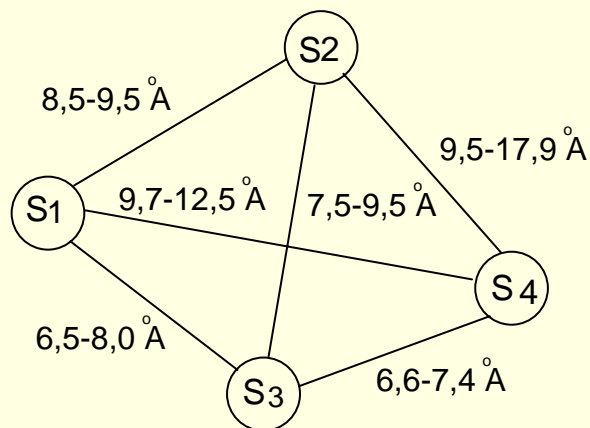 S2
8,5-9,5 Å
9,5-17,9 Å
S1
9,7-12,5 Å
7,5-9,5 Å
S4
6,5-8,0 Å
6,6-7,4 Å
S3